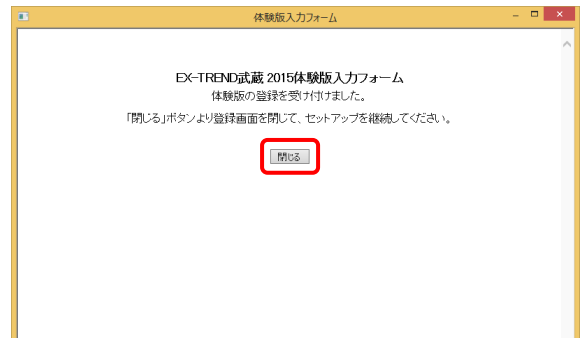 体験版入力フォーム
EX-TREND武蔵 2015体験版入力フォーム
体験版の登録を受け付けました。
「閉じる」ボタンより登録画面を閉じて、セットアップを継続してください。
閉じる